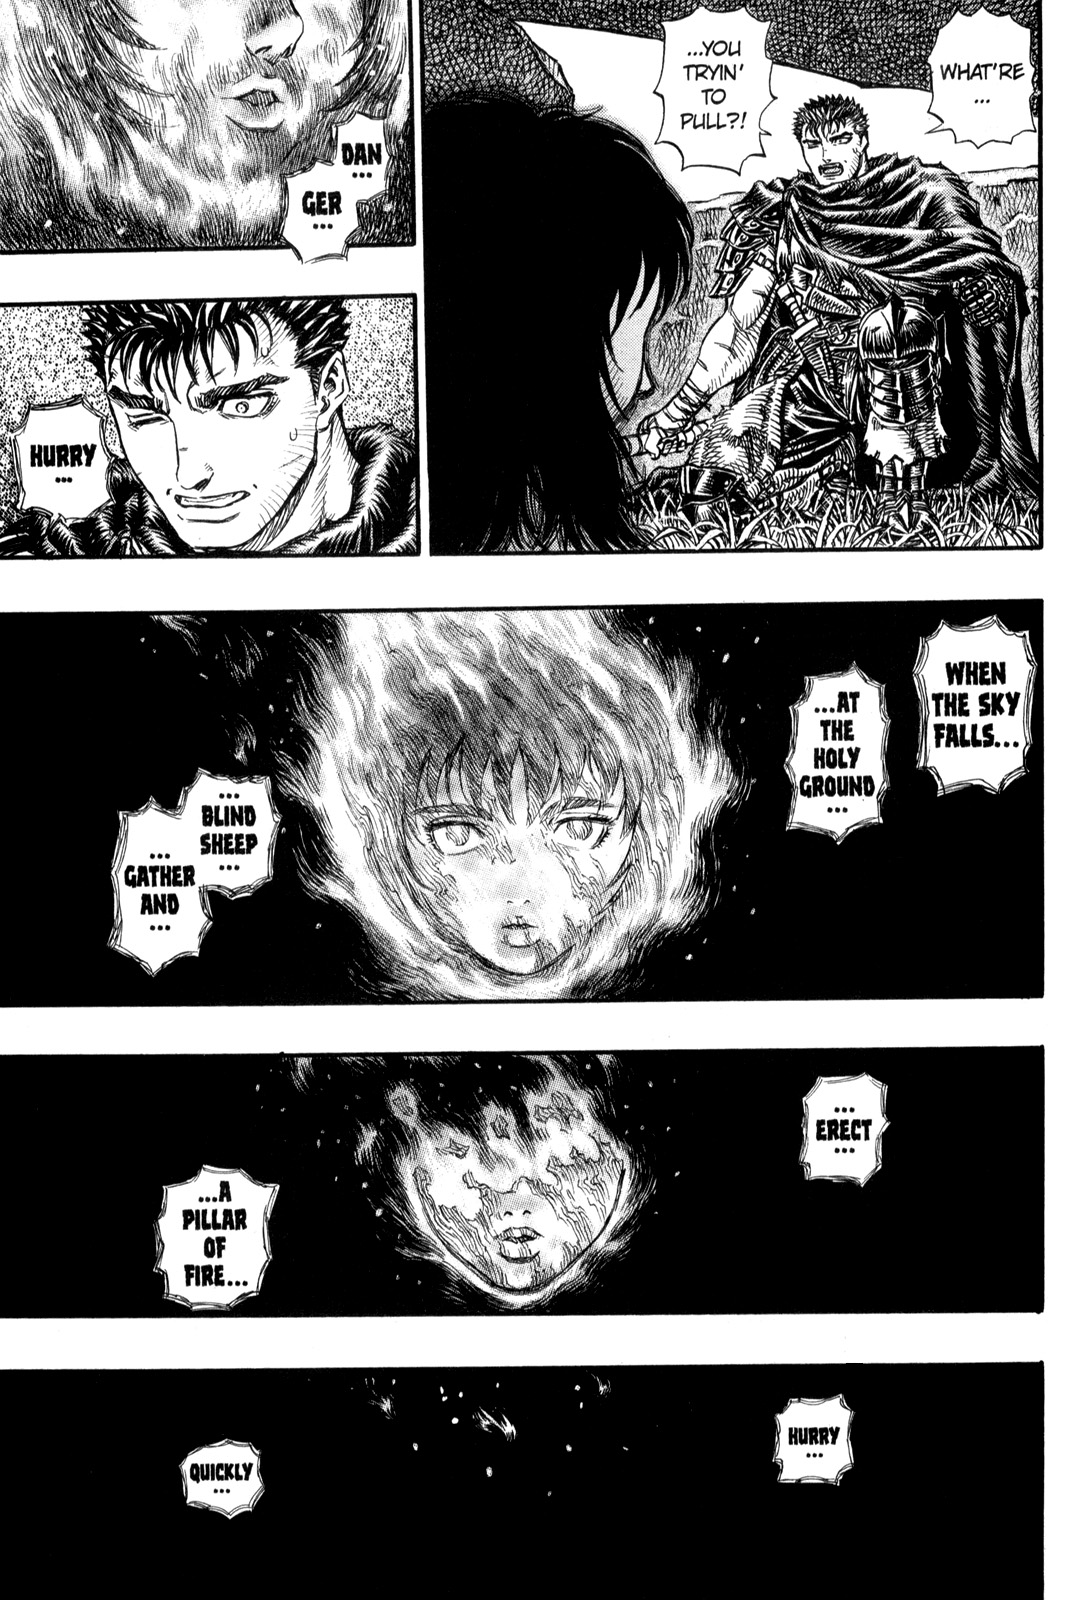 WHAT'RE
...
...YOU
TRYIN'
TO
PULL?!
DAN
...
GER
...
HURRY
...
WHEN
THE SKY
FALLS...
...AT
THE
HOLY
GROUND
...
...
BLIND
SHEEP
...
...
GATHER
AND
...
...
ERECT
...
...A
PILLAR
OF
FIRE...
HURRY
...
QUICKLY
...